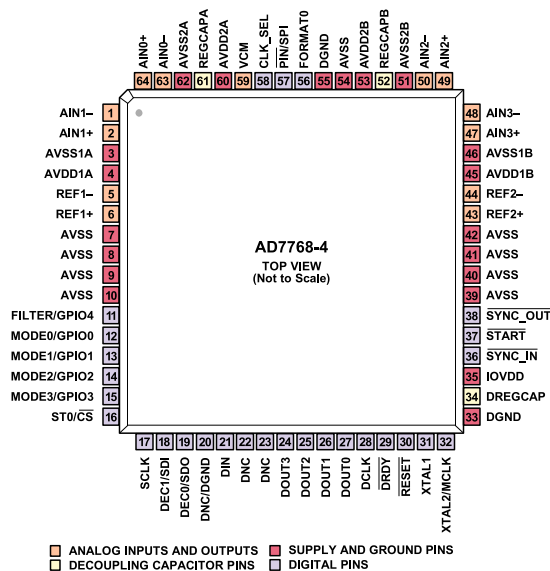 AIN0+
AIN0–
AVSS2A
REGCAPA
AVDD2A
VCM
CLK_SEL
PIN/SPI
FORMAT0
DGND
AVSS
AVDD2B
REGCAPB
AVSS2B
AIN2–
AIN2+
64 63 62 61 60 59 58 57 56 55 54 53 52 51 50 49
AIN1– 1
AIN1+ 2
AVSS1A 3
AVDD1A 4
REF1– 5
REF1+ 6
AVSS 7
AVSS 8
AVSS 9
AVSS 10
FILTER/GPIO4 11
MODE0/GPIO0 12
MODE1/GPIO1 13
MODE2/GPIO2 14
MODE3/GPIO3 15
ST0/CS 16
AD7768-4
TOP VIEW
(Not to Scale)
48 AIN3–
47 AIN3+
46 AVSS1B
45 AVDD1B
44 REF2–
43 REF2+
42 AVSS
41 AVSS
40 AVSS
39 AVSS
38 SYNC_OUT
37 START
36 SYNC_IN
35 IOVDD
34 DREGCAP
33 DGND
17 18 19 20 21 22 23 24 25 26 27 28 29 30 31 32
SCLK
DEC1/SDI
DEC0/SDO
DNC/DGND
DIN
DNC
DNC
DOUT3
DOUT2
DOUT1
DOUT0
DCLK
DRDY
RESET
XTAL1
XTAL2/MCLK
ANALOG INPUTS AND OUTPUTS
SUPPLY AND GROUND PINS
DECOUPLING CAPACITOR PINS
DIGITAL PINS